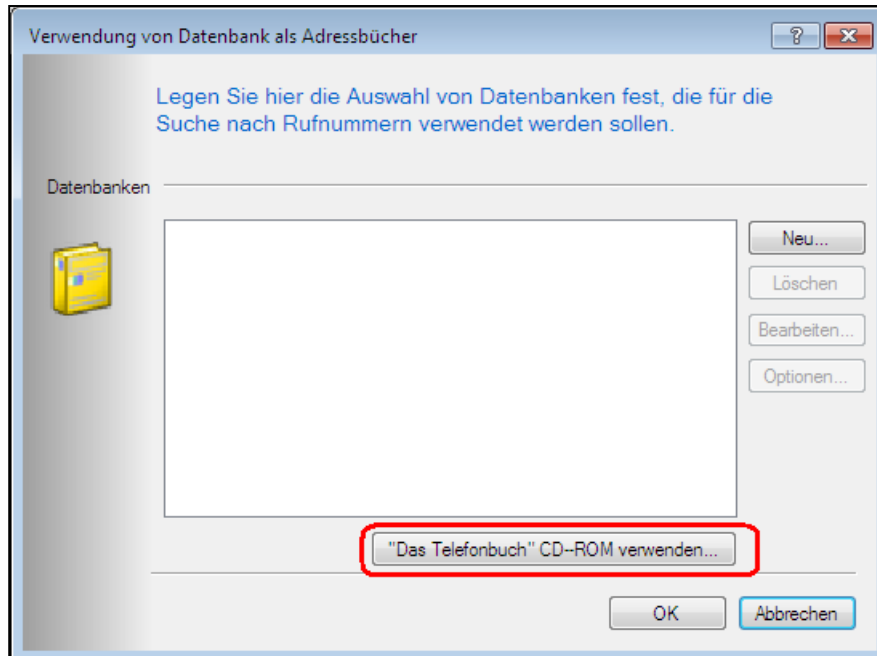 Verwendung von Datenbank als Adressbücher
Legen Sie hier die Auswahl von Datenbanken fest, die für die
Suche nach Rufnummern verwendet werden sollen.
Datenbanken
Neu...
Löschen
Bearbeiten...
Optionen...
"Das Telefonbuch" CD--ROM verwenden...
OK
Abbrechen